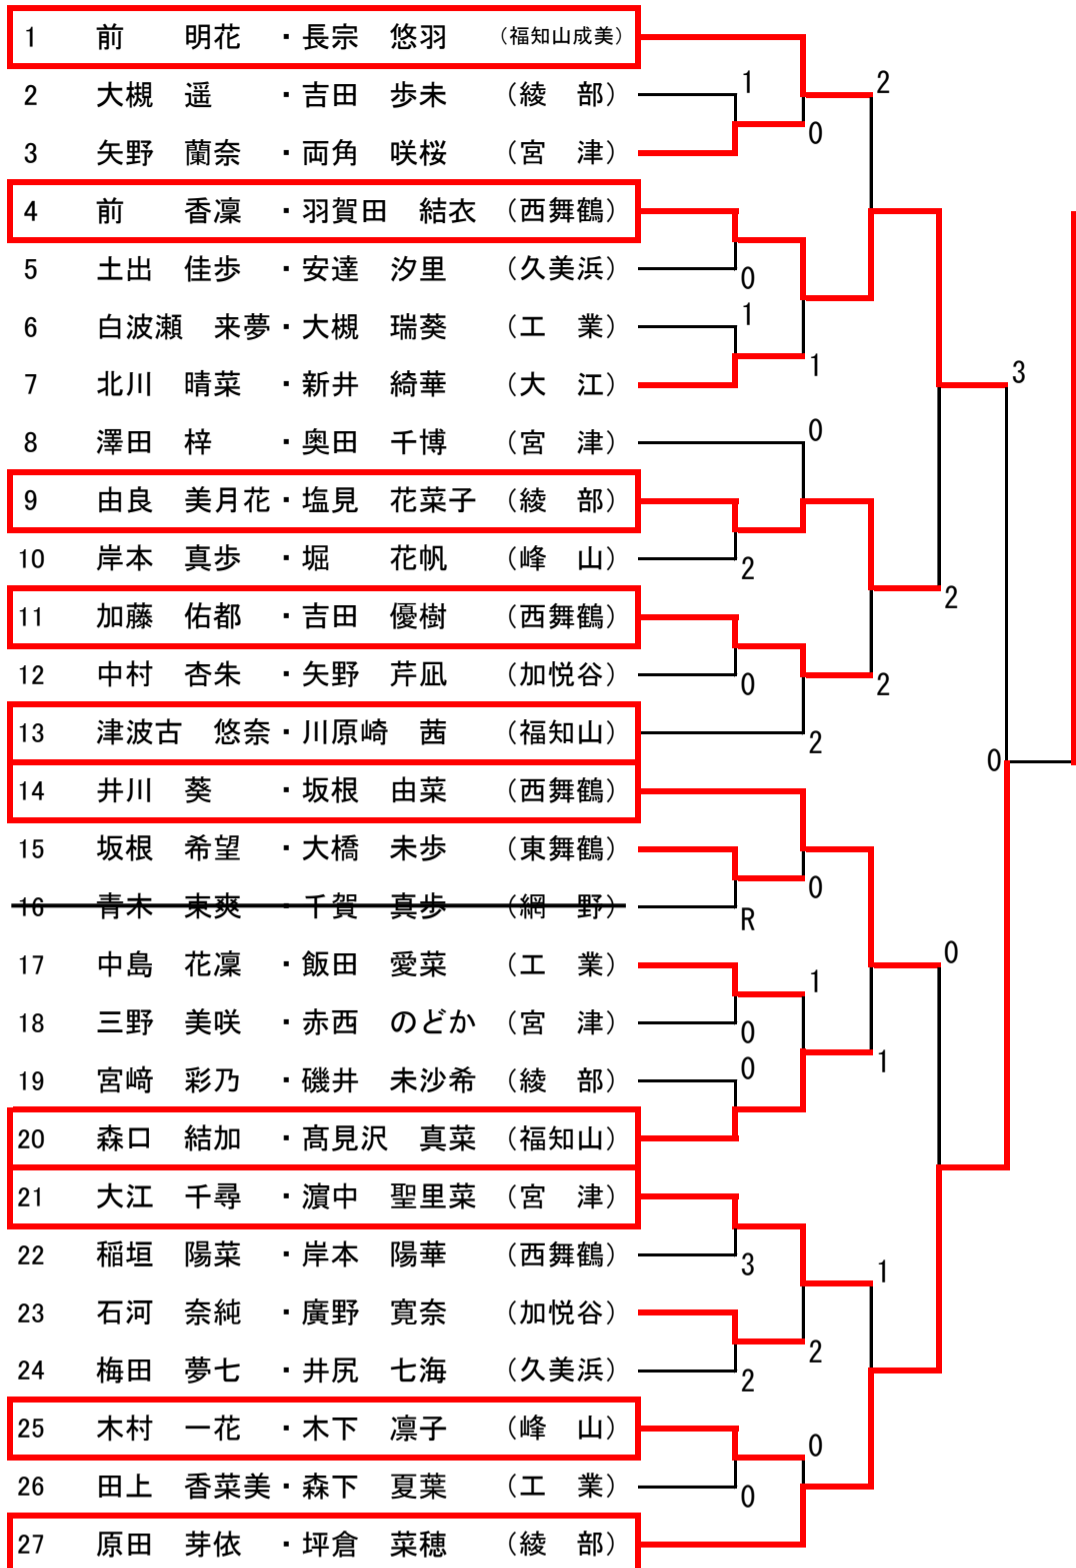 1 前 明花 ・長宗 悠羽 （福知山成美）
2 大槻 遥 ・吉田 歩未 （綾 部）
3 矢野 蘭奈 ・両角 咲桜 （宮 津）
4 前 香凜 ・羽賀田 結衣 （西舞鶴）
5 土出 佳歩 ・安達 汐里 （久美浜）
6 白波瀬 来夢・大槻 瑞葵 （工 業）
7 北川 晴菜 ・新井 綺華 （大 江）
8 澤田 梓 ・奥田 千博 （宮 津）
9 由良 美月花・塩見 花菜子 （綾 部）
10 岸本 真歩 ・堀 花帆 （峰 山）
11 加藤 佑都 ・吉田 優樹 （西舞鶴）
12 中村 杏朱 ・矢野 芹凪 （加悦谷）
13 津波古 悠奈・川原崎 茜 （福知山）
14 井川 葵 ・坂根 由菜 （西舞鶴）
15 坂根 希望 ・大橋 未歩 （東舞鶴）
16 青木 束爽 ・千賀 真歩 （網 野）
17 中島 花凜 ・飯田 愛菜 （工 業）
18 三野 美咲 ・赤西 のどか （宮 津）
19 宮﨑 彩乃 ・磯井 未沙希 （綾 部）
20 森口 結加 ・髙見沢 真菜 （福知山）
21 大江 千尋 ・濵中 聖里菜 （宮 津）
22 稲垣 陽菜 ・岸本 陽華 （西舞鶴）
23 石河 奈純 ・廣野 寛奈 （加悦谷）
24 梅田 夢七 ・井尻 七海 （久美浜）
25 木村 一花 ・木下 凛子 （峰 山）
26 田上 香菜美・森下 夏葉 （工 業）
27 原田 芽依 ・坪倉 菜穂 （綾 部）
1
0
1
2
0
R
0
0
3
2
0
0
1
0
2
0
1
2
0
2
2
1
1
2
0
3
0